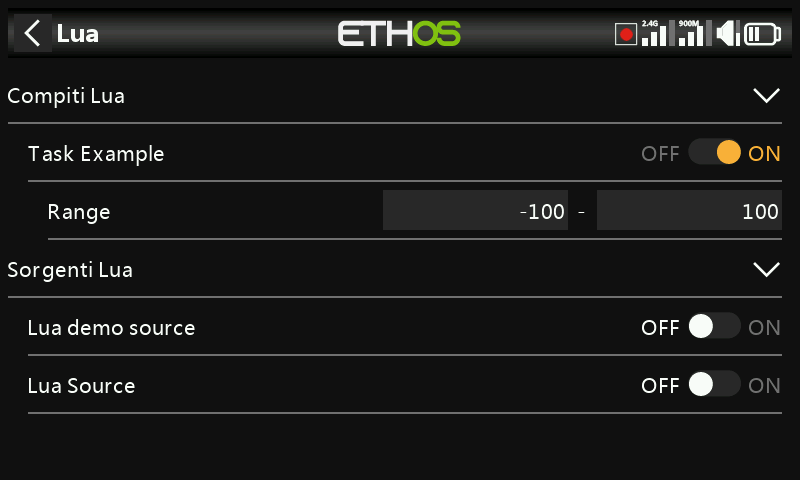 Lua ETHOS 2.4G 900M
Compiti Lua
Task Example OFF ON
Range -100 - 100
Sorgenti Lua
Lua demo source OFF ON
Lua Source OFF ON